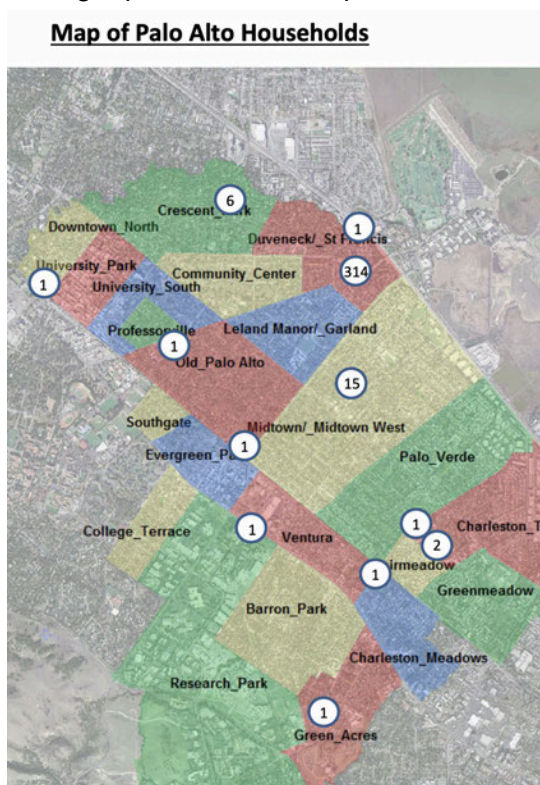 Map of Palo Alto Households
6
Crescent_Park
1
Downtown_North
Duveneck/_St Francis
University_Park
Community_Center
314
1
University_South
Professorville
Leland Manor/_Garland
1
Old_Palo Alto
15
Southgate
Midtown/_Midtown West
1
Evergreen_Pa
Palo_Verde
1
1
Charleston_T
College_Terrace
Ventura
2
1
irmeadow
Greenmeadow
Barron_Park
Charleston_Meadows
Research_Park
1
Green_Acres